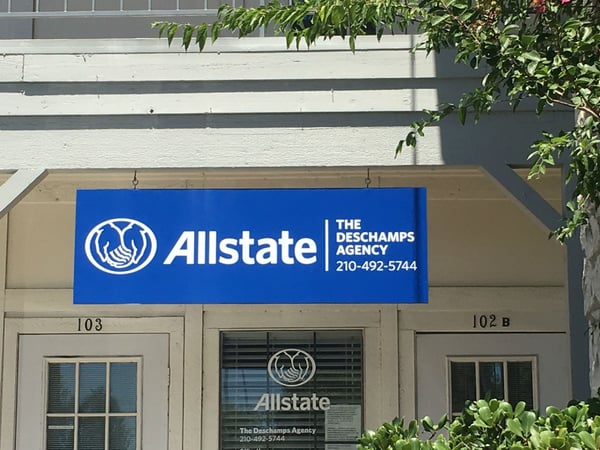 Allstate
THE
DESCHAMPS
AGENCY
210-492-5744
103
102 B
Allstate
The Deschamps Agency
210-492-5744